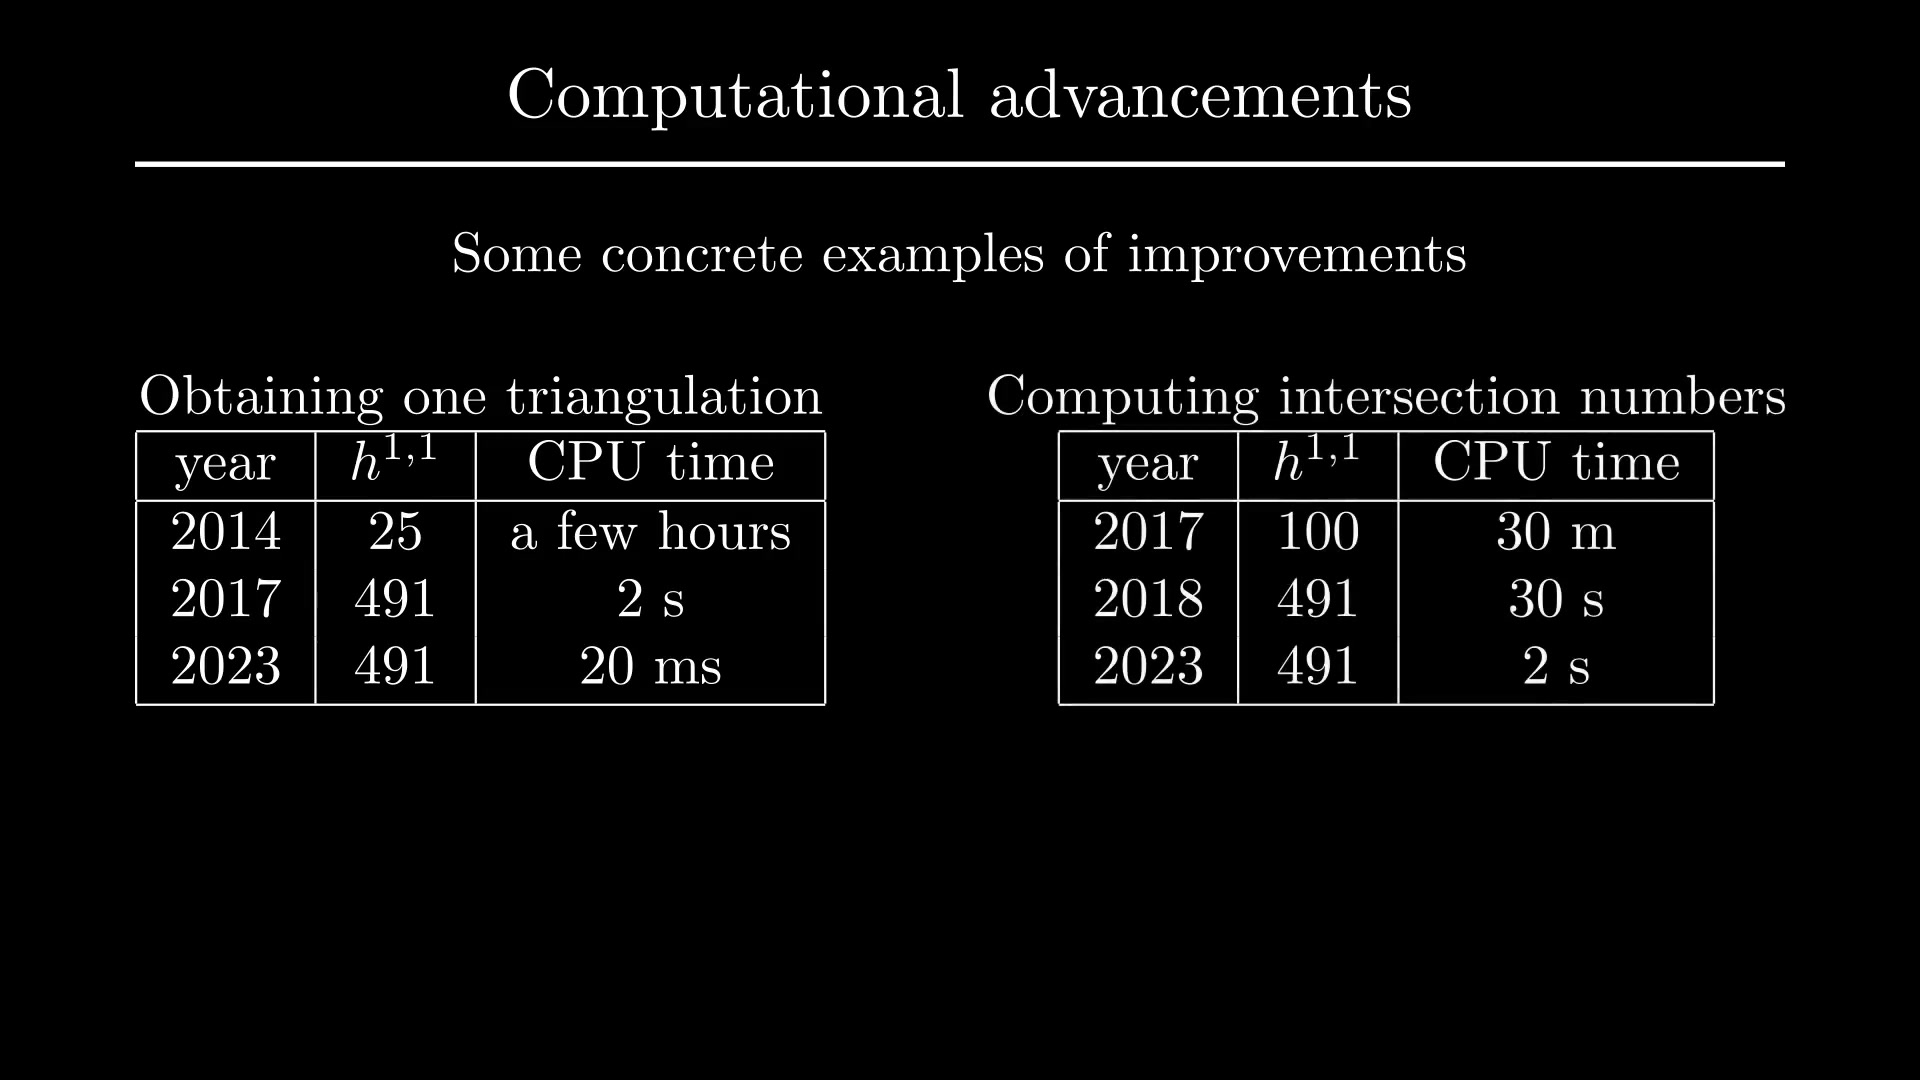 Computational advancements
Some concrete examples of improvements
Obtaining one triangulation
year h^{1,1} CPU time
2014 25 a few hours
2017 491 2 s
2023 491 20 ms
Computing intersection numbers
year h^{1,1} CPU time
2017 100 30 m
2018 491 30 s
2023 491 2 s